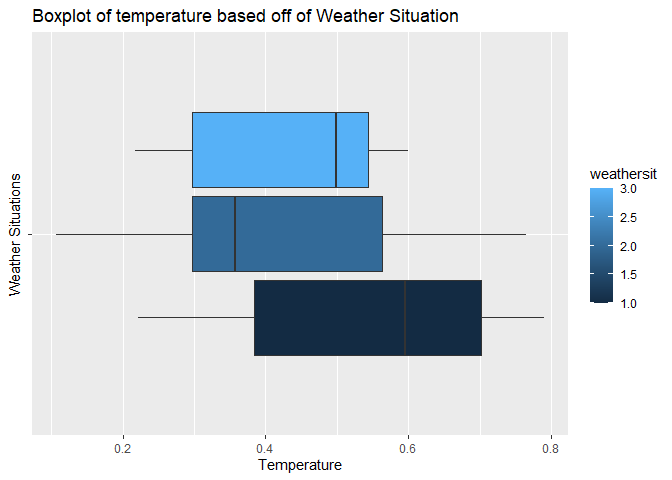 Boxplot of temperature based off of Weather Situation
Weather Situations
weathersit
3.0
2.5
2.0
1.5
1.0
0.2 0.4 0.6 0.8
Temperature